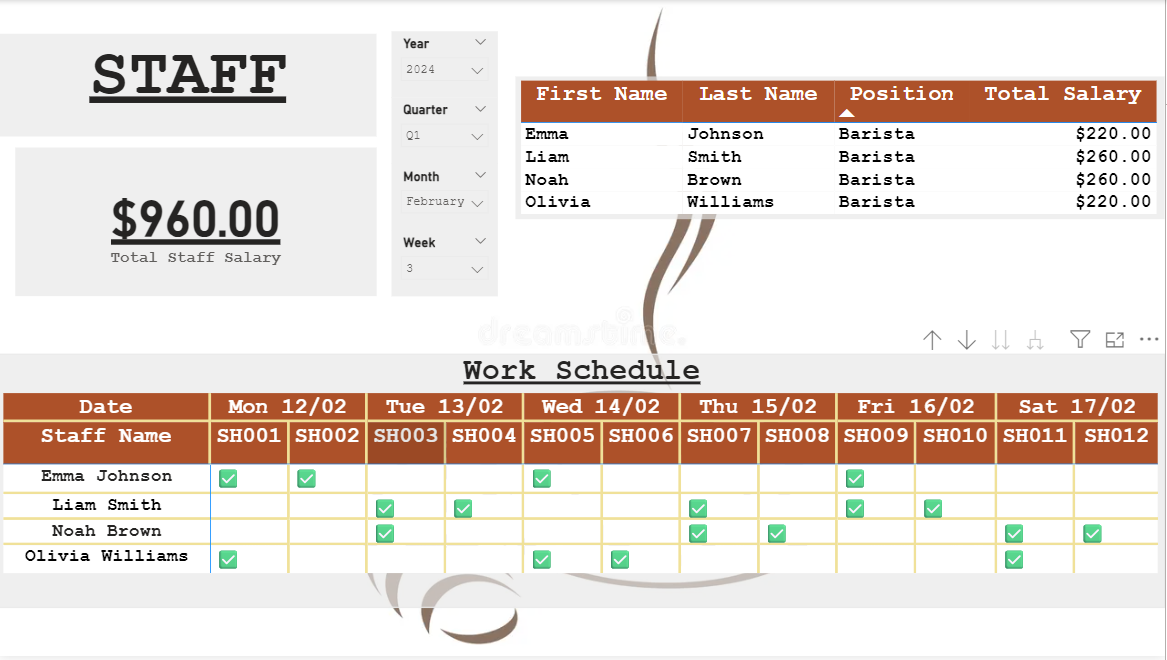 STAFF
$960.00
Total Staff Salary
Year
2024
Quarter
Q1
Month
February
Week
3
First Name Last Name Position Total Salary
Emma Johnson Barista $220.00
Liam Smith Barista $260.00
Noah Brown Barista $260.00
Olivia Williams Barista $220.00
dreamstime.
Work Schedule
Date Mon 12/02 Tue 13/02 Wed 14/02 Thu 15/02 Fri 16/02 Sat 17/02
Staff Name SH001 SH002 SH003 SH004 SH005 SH006 SH007 SH008 SH009 SH010 SH011 SH012
Emma Johnson ✅ ✅ ✅ ✅
Liam Smith ✅ ✅ ✅ ✅ ✅
Noah Brown ✅ ✅ ✅ ✅ ✅
Olivia Williams ✅ ✅ ✅ ✅